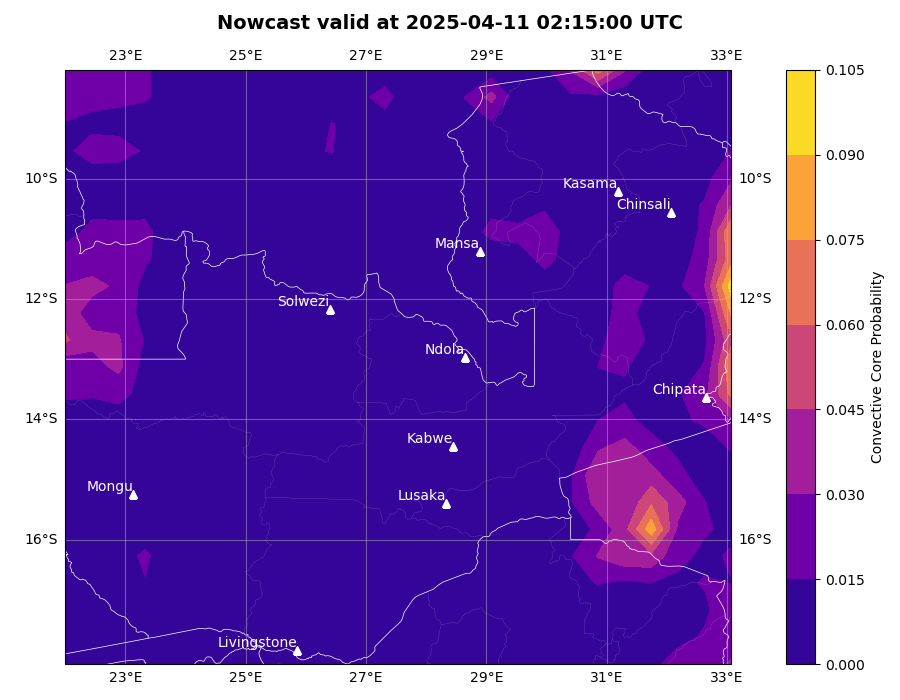 Nowcast valid at 2025-04-11 02:15:00 UTC
23°E 25°E 27°E 29°E 31°E 33°E
0.105
0.090
10°S Kasama 10°S
Chinsali
0.075
Mansa
12°S Solwezi 12°S
0.060
Ndola
Chipata
0.045
14°S 14°S
Kabwe
Mongu Lusaka
0.030
16°S 16°S
0.015
Livingstone
0.000
23°E 25°E 27°E 29°E 31°E 33°E
Convective Core Probability